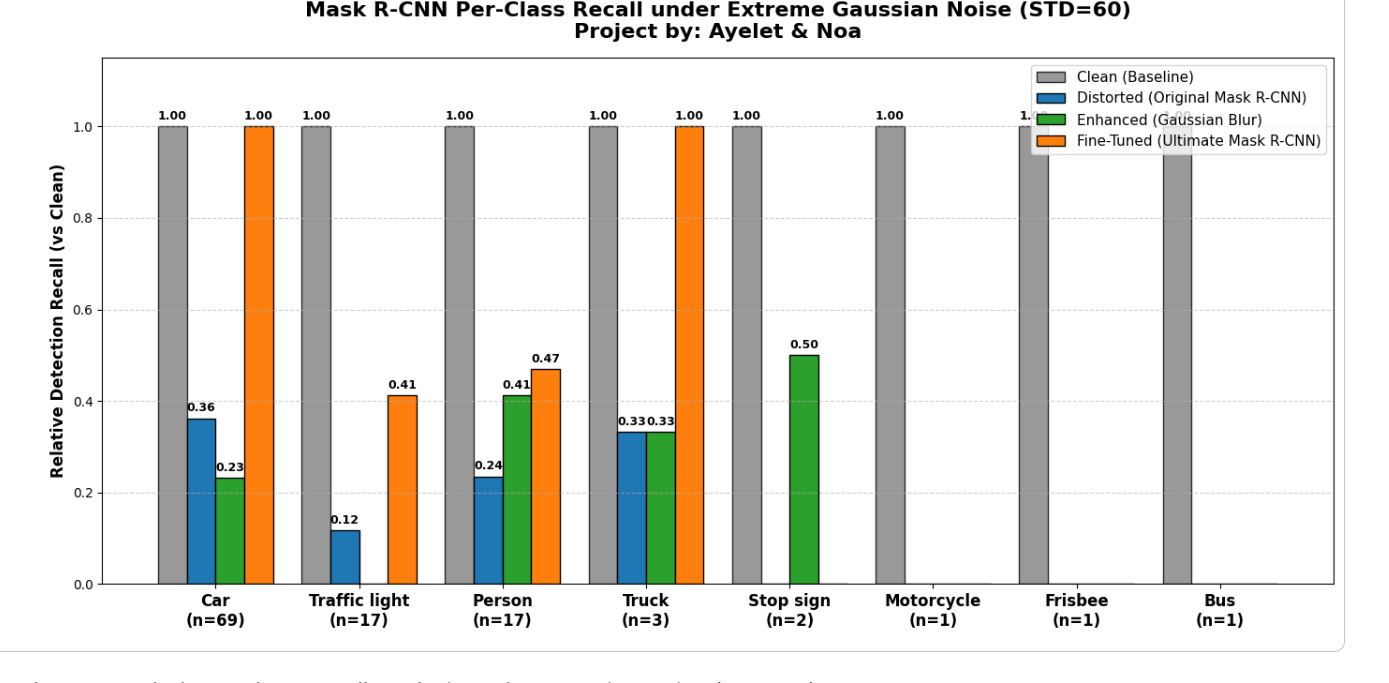 Mask R-CNN Per-Class Recall under Extreme Gaussian Noise (STD=60)
Project by: Ayelet & Noa
Clean (Baseline)
Distorted (Original Mask R-CNN)
Enhanced (Gaussian Blur)
Fine-Tuned (Ultimate Mask R-CNN)
Relative Detection Recall (vs Clean)
1.0
0.8
0.6
0.4
0.2
0.0
1.00 0.36 0.23 1.00
1.00 0.12 0.41
1.00 0.24 0.41 0.47
1.00 0.33 0.33 1.00
1.00 0.50
1.00
1.00
1.00
Car Traffic light Person Truck Stop sign Motorcycle Frisbee Bus
(n=69) (n=17) (n=17) (n=3) (n=2) (n=1) (n=1) (n=1)